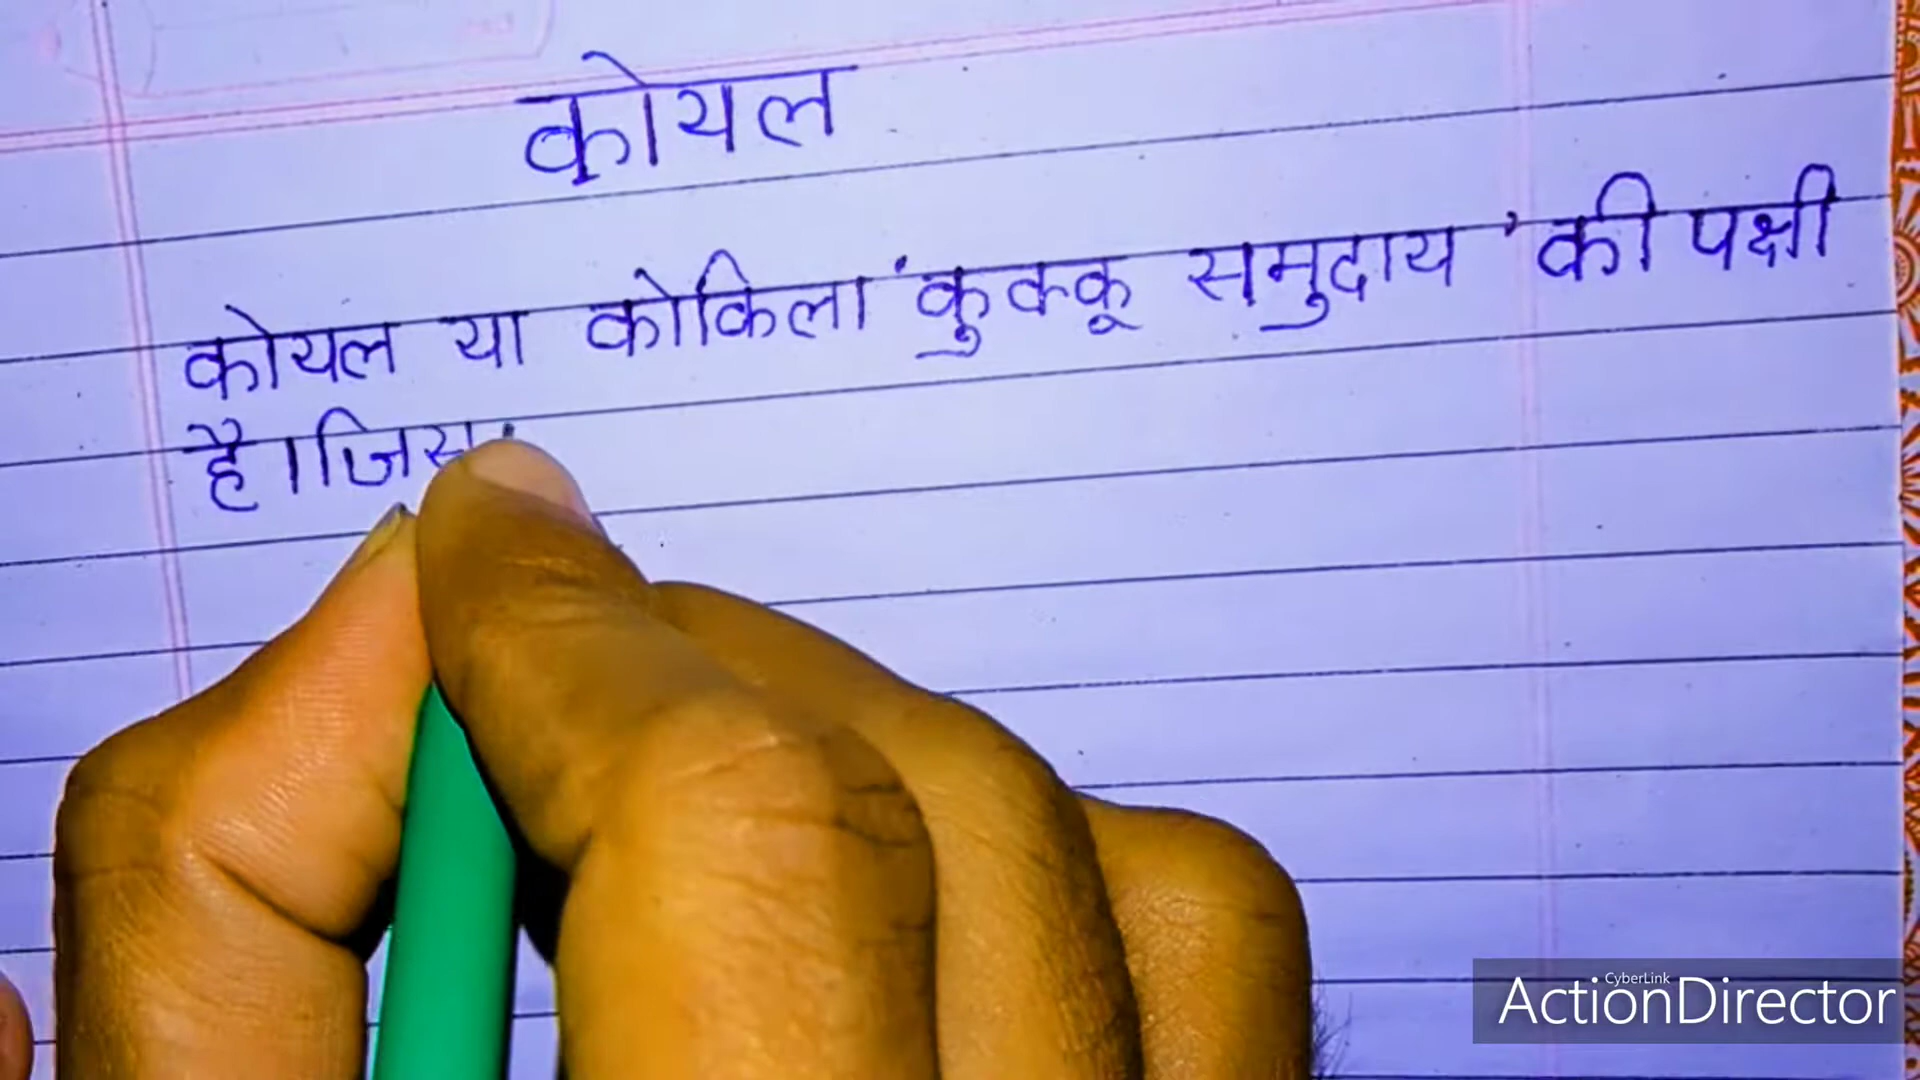 कोयल
कोयल या कोकिला 'कुक्कू समुदाय' की पक्षी
है। जिस
CyberLink
ActionDirector